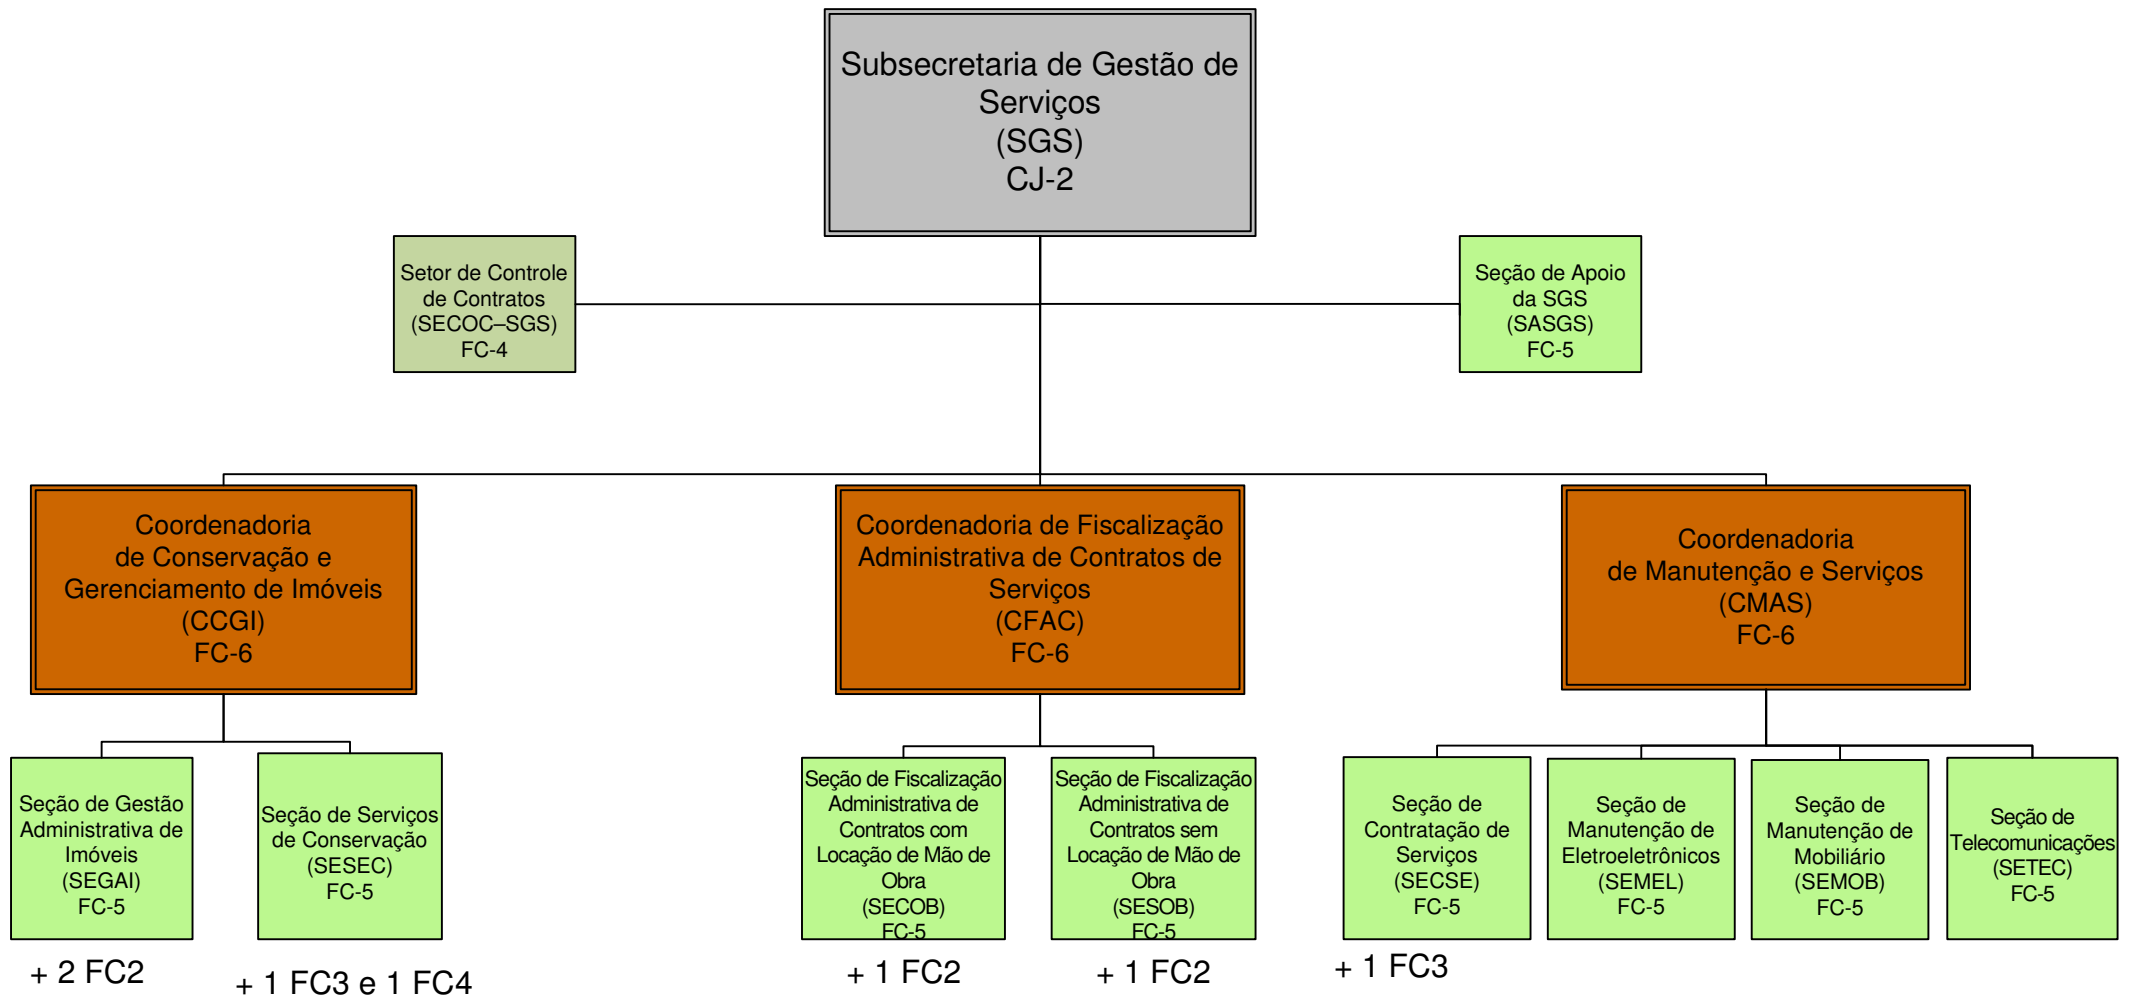 Subsecretaria de Gestão de
Serviços
(SGS)
CJ-2
Setor de Controle
de Contratos
(SECOC–SGS)
FC-4
Seção de Apoio
da SGS
(SASGS)
FC-5
Coordenadoria
de Conservação e
Gerenciamento de Imóveis
(CCGI)
FC-6
Coordenadoria de Fiscalização
Administrativa de Contratos de
Serviços
(CFAC)
FC-6
Coordenadoria
de Manutenção e Serviços
(CMAS)
FC-6
Seção de Gestão
Administrativa de
Imóveis
(SEGAI)
FC-5
Seção de Serviços
de Conservação
(SESEC)
FC-5
Seção de Fiscalização
Administrativa de
Contratos com
Locação de Mão de
Obra
(SECOB)
FC-5
Seção de Fiscalização
Administrativa de
Contratos sem
Locação de Mão de
Obra
(SESOB)
FC-5
Seção de
Contratação de
Serviços
(SECSE)
FC-5
Seção de
Manutenção de
Eletroeletrônicos
(SEMEL)
FC-5
Seção de
Manutenção de
Mobiliário
(SEMOB)
FC-5
Seção de
Telecomunicações
(SETEC)
FC-5
+ 2 FC2
+ 1 FC3 e 1 FC4
+ 1 FC2
+ 1 FC2
+ 1 FC3